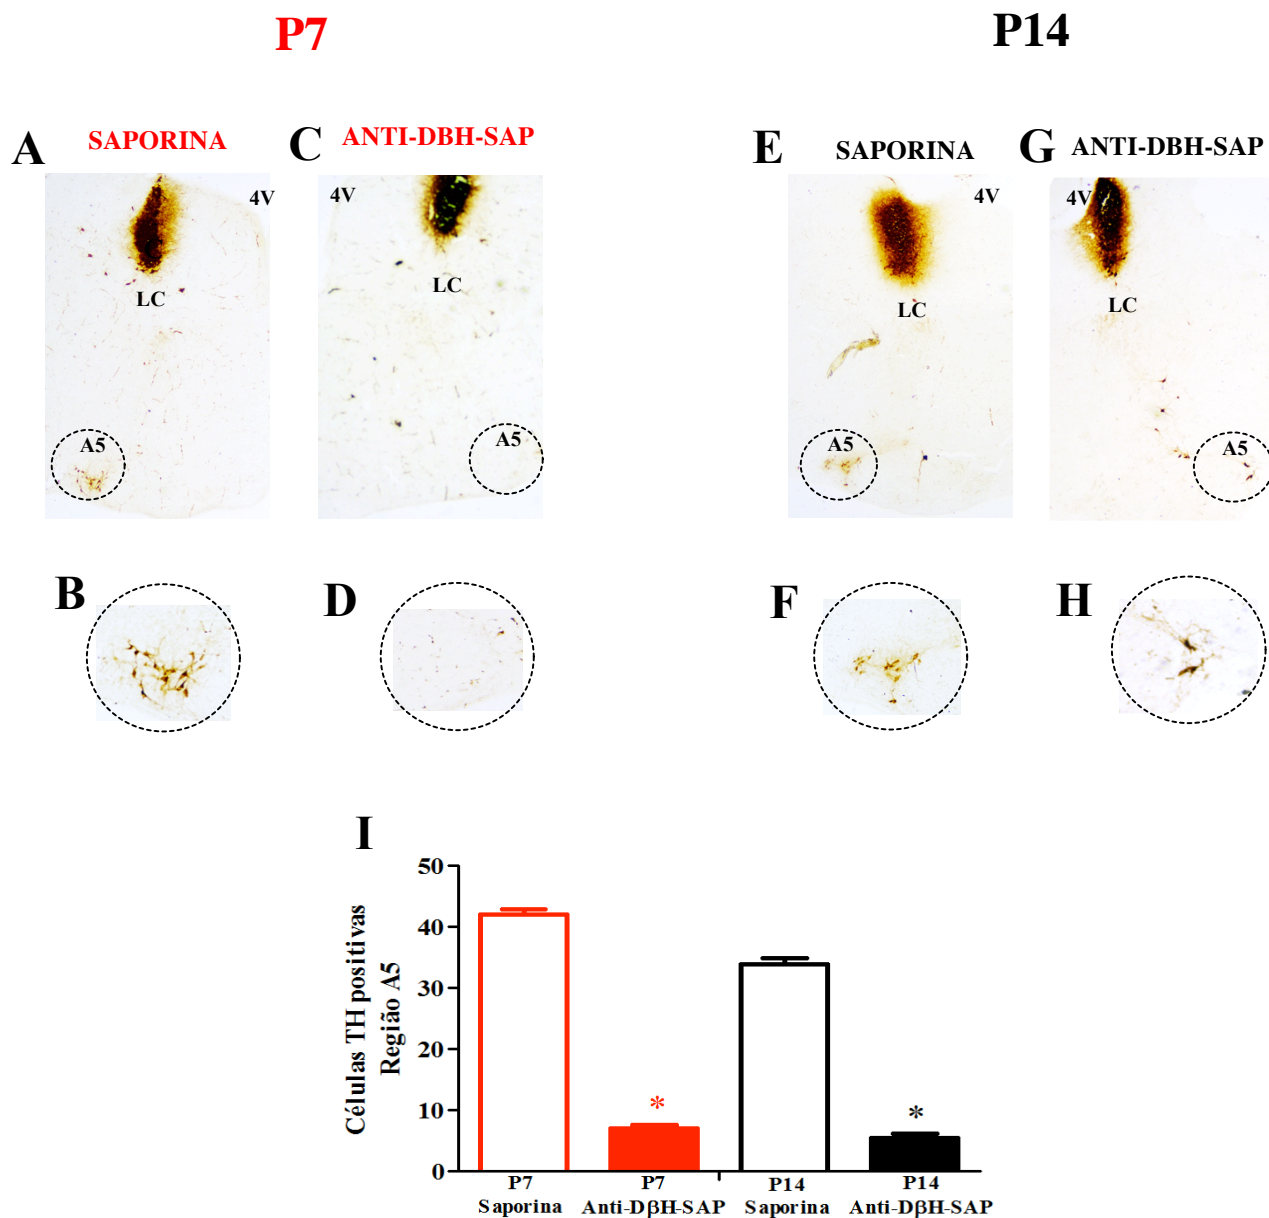 P7
P14
A
SAPORINA
C
ANTI-DBH-SAP
E
SAPORINA
G
ANTI-DBH-SAP
4V
LC
A5
4V
LC
A5
4V
LC
A5
4V
LC
A5
B
D
F
H
I
Células TH positivas
Região A5
50
40
30
20
10
0
*
*
P7
Saporina
P7
Anti-DβH-SAP
P14
Saporina
P14
Anti-DβH-SAP